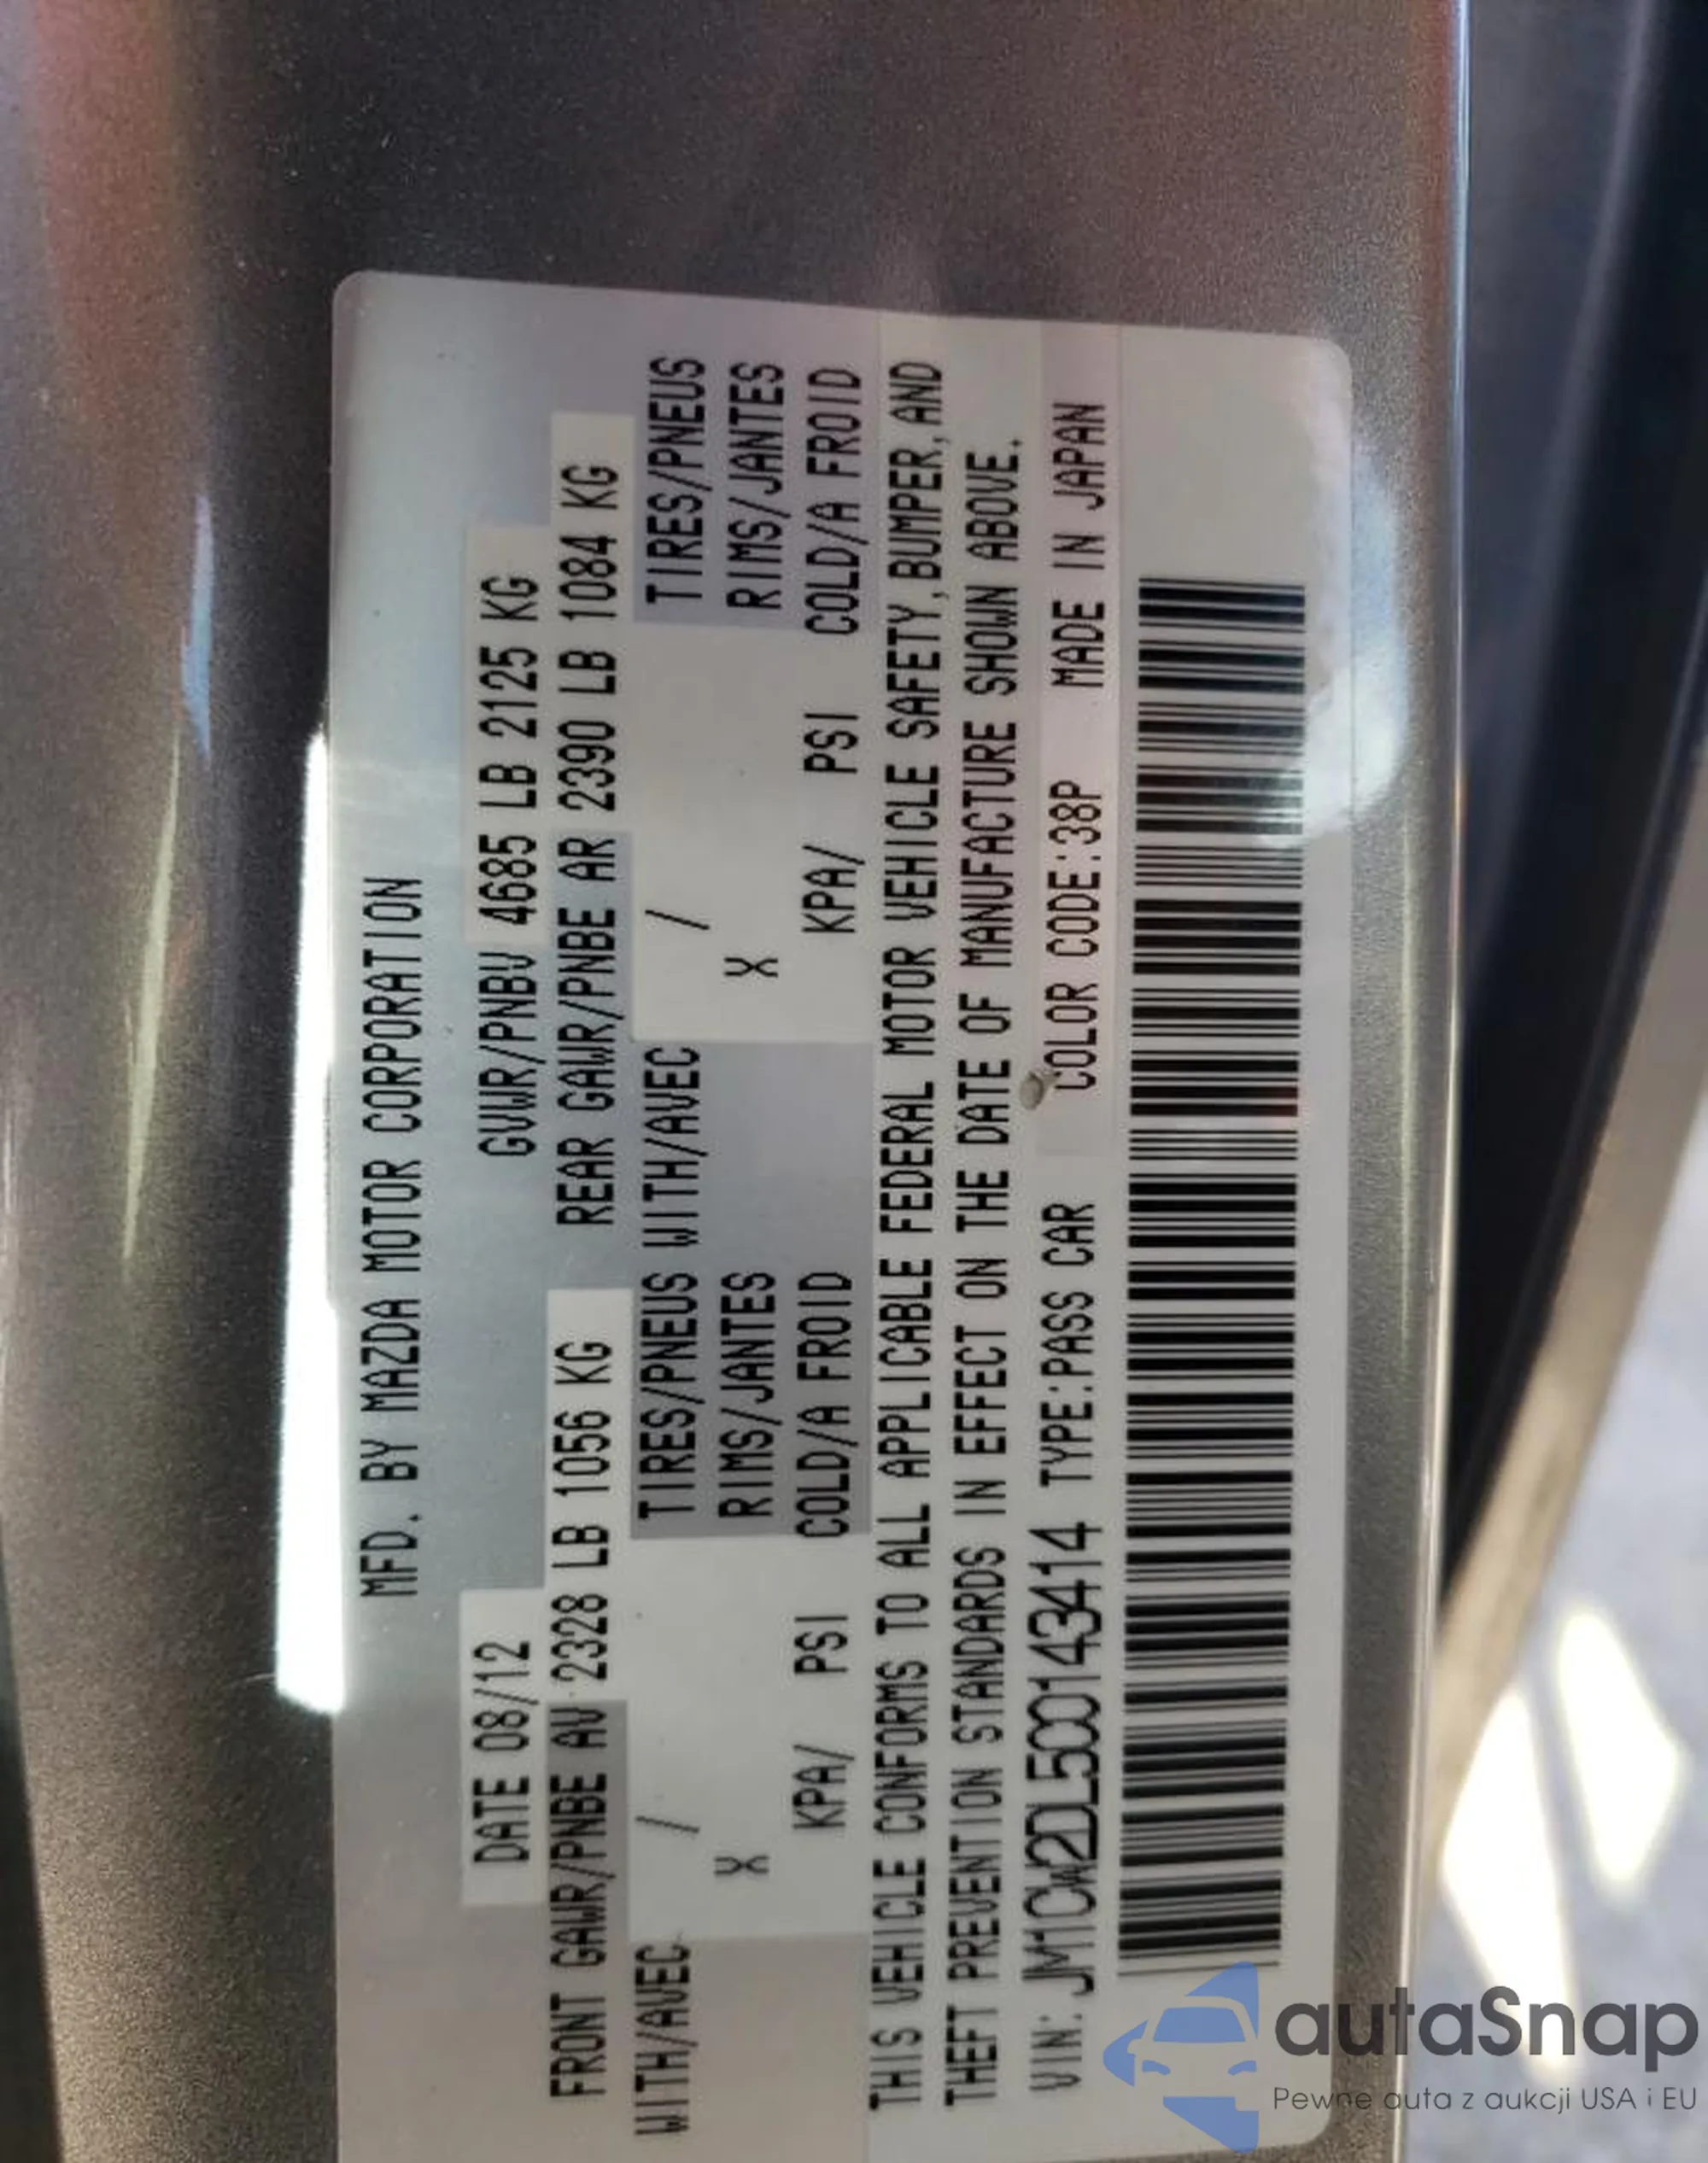 MFD. BY MAZDA MOTOR CORPORATION
DATE 08/12 GVWR/PNBV 4685 LB 2125 KG
FRONT GAWR/PNBE AV 2328 LB 1056 KG REAR GAWR/PNBE AR 2390 LB 1084 KG
WITH/AVEC / TIRES/PNEUS WITH/AVEC / TIRES/PNEUS
X RIMS/JANTES X RIMS/JANTES
KPA/ PSI COLD/A FROID KPA/ PSI COLD/A FROID
THIS VEHICLE CONFORMS TO ALL APPLICABLE FEDERAL MOTOR VEHICLE SAFETY,BUMPER,AND
THEFT PREVENTION STANDARDS IN EFFECT ON THE DATE OF MANUFACTURE SHOWN ABOVE.
VIN: JM1CW2DL5C0143414 TYPE:PASS CAR COLOR CODE:38P MADE IN JAPAN
autaSnap
Pewne auta z aukcji USA i EU